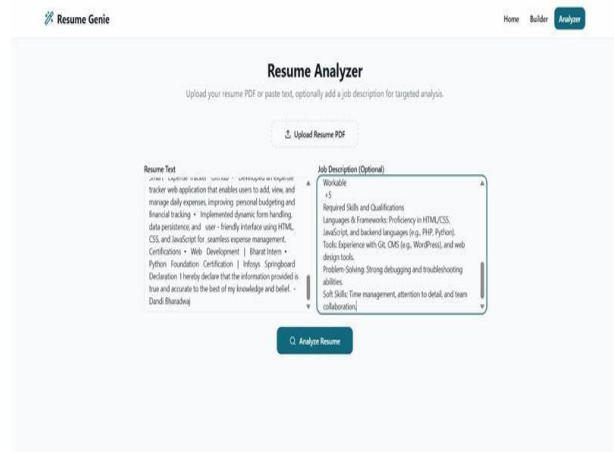 Resume Genie
Home Builder Analyzer
Resume Analyzer
Upload your resume PDF or paste text, optionally add a job description for targeted analysis.
Upload Resume PDF
Resume Text
tracker web application that enables users to add, view, and
manage daily expenses, improving personal budgeting and
financial tracking • Implemented dynamic form handling,
data persistence, and user - friendly interface using HTML,
CSS, and JavaScript for seamless expense management.
Certifications • Web Development | Bharat Intern •
Python Foundation Certification | Infosys Springboard
Declaration I hereby declare that the information provided is
true and accurate to the best of my knowledge and belief. -
Dandi Bharadwaj
Job Description (Optional)
Workable
+5
Required Skills and Qualifications
Languages & Frameworks: Proficiency in HTML/CSS,
JavaScript, and backend languages (e.g., PHP, Python).
Tools: Experience with Git, CMS (e.g., WordPress), and web
design tools.
Problem-Solving: Strong debugging and troubleshooting
abilities.
Soft Skills: Time management, attention to detail, and team
collaboration.
Analyze Resume